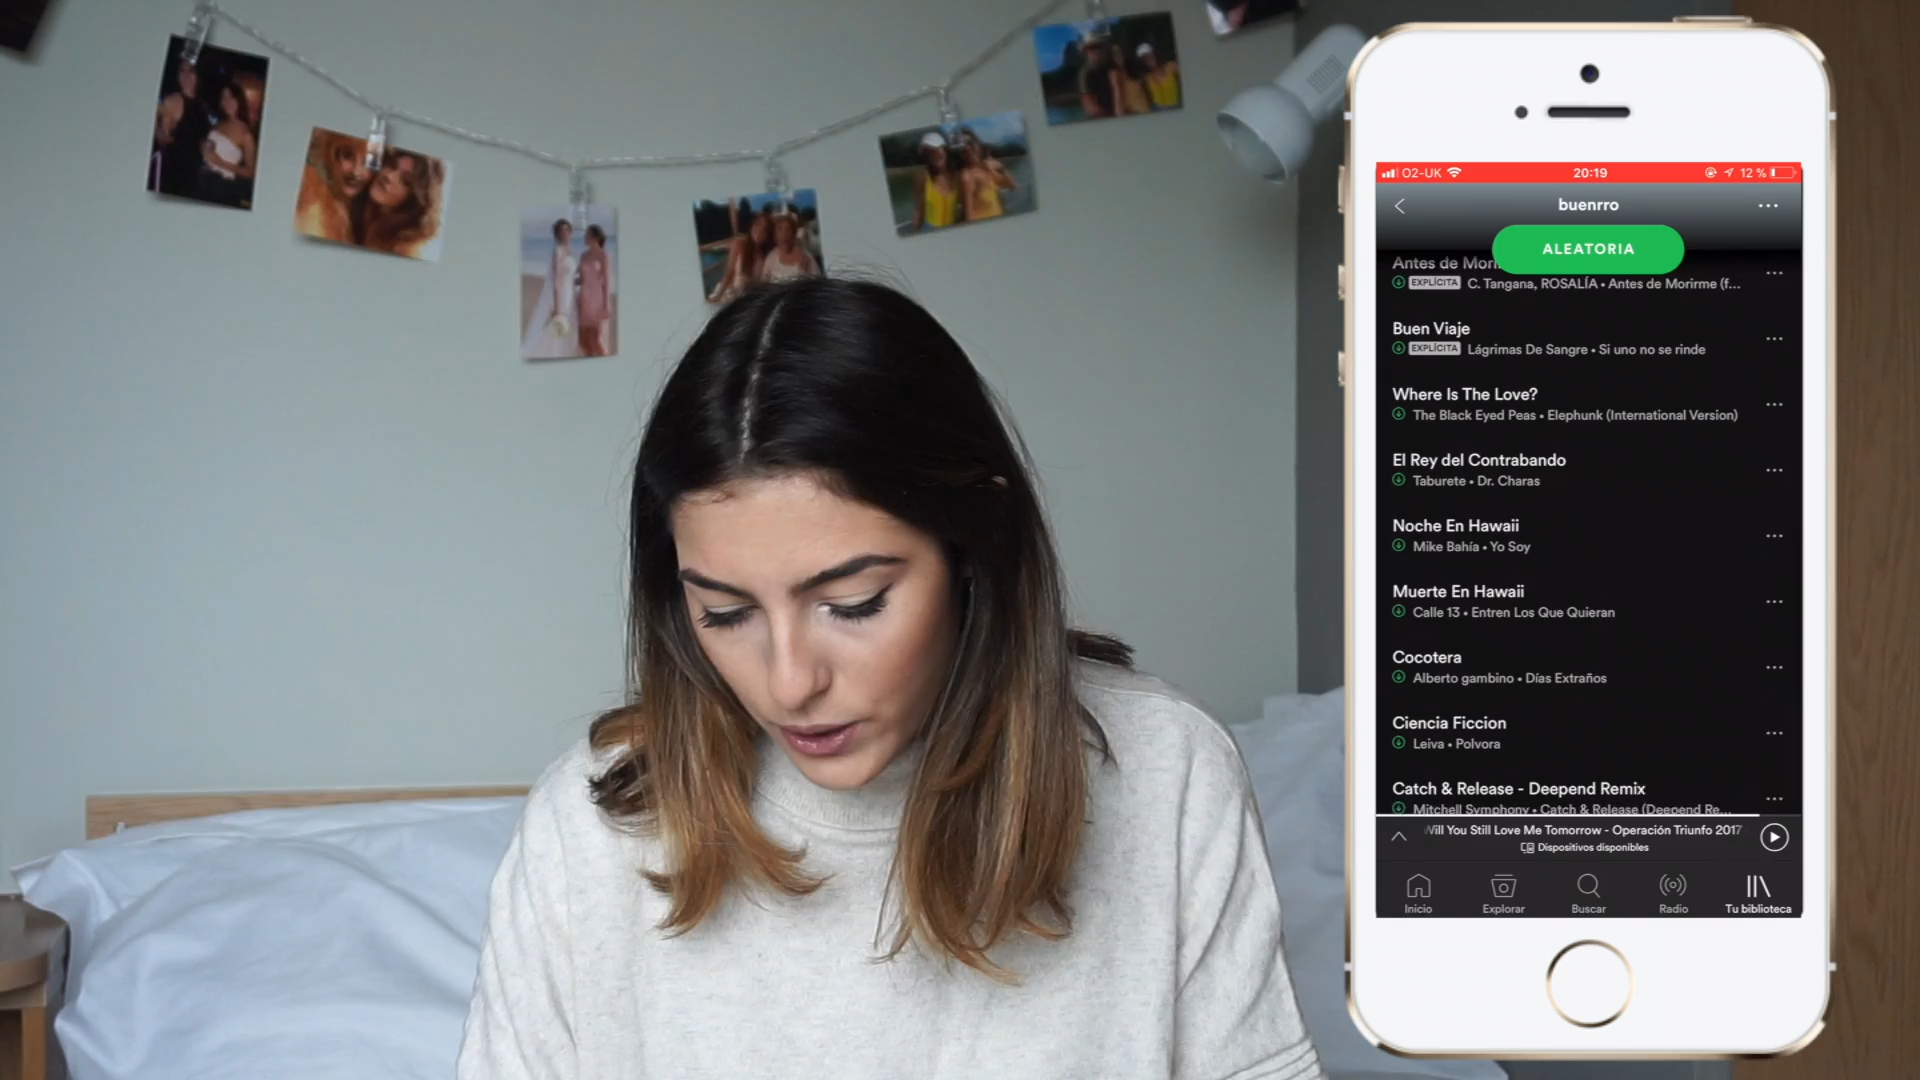 O2-UK 20:19 12 %
buenrro
ALEATORIA
Antes de Mori
EXPLÍCITA C. Tangana, ROSALÍA • Antes de Morirme (f...
Buen Viaje
EXPLÍCITA Lágrimas De Sangre • Si uno no se rinde
Where Is The Love?
The Black Eyed Peas • Elephunk (International Version)
El Rey del Contrabando
Taburete • Dr. Charas
Noche En Hawaii
Mike Bahía • Yo Soy
Muerte En Hawaii
Calle 13 • Entren Los Que Quieran
Cocotera
Alberto gambino • Días Extraños
Ciencia Ficcion
Leiva • Polvora
Catch & Release - Deepend Remix
Mitchell Symphony • Catch & Release (Deepend Re...
Will You Still Love Me Tomorrow - Operación Triunfo 2017
Dispositivos disponibles
Inicio Explorar Buscar Radio Tu biblioteca